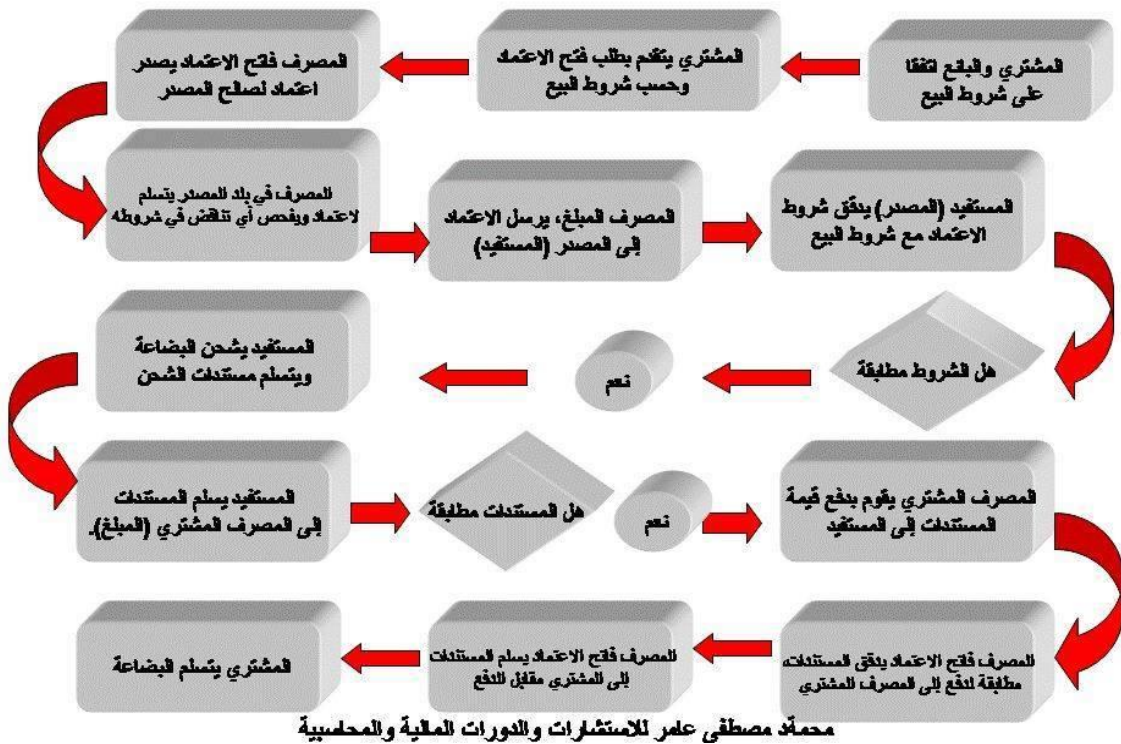 المشتري والبائع اتفقا
على شروط البيع
المشتري يتقدم بطلب فتح الاعتماد
وحسب شروط البيع
المصرف فاتح الاعتماد يصدر
اعتماد لصالح المصدر
المصرف في بلد المصدر يتسلم
لاعتماد ويفحص أي تناقض في شروطه
المصرف المبلغ، يرسل الاعتماد
إلى المصدر (المستفيد)
المستفيد (المصدر) يدقق شروط
الاعتماد مع شروط البيع
هل الشروط مطابقة
نعم
المستفيد يشحن البضاعة
ويتسلم مستندات الشحن
المستفيد يسلم المستندات
إلى المصرف المشتري (المبلغ).
هل المستندات مطابقة
نعم
المصرف المشتري يقوم بدفع قيمة
المستندات إلى المستفيد
المصرف فاتح الاعتماد يدقق المستندات،
مطابقة لدفع إلى المصرف المشتري
المصرف فاتح الاعتماد يسلم المستندات
إلى المشتري مقابل الدفع
المشتري يتسلم البضاعة
محمد مصطفى عامر للاستشارات والدورات المالية والمحاسبية